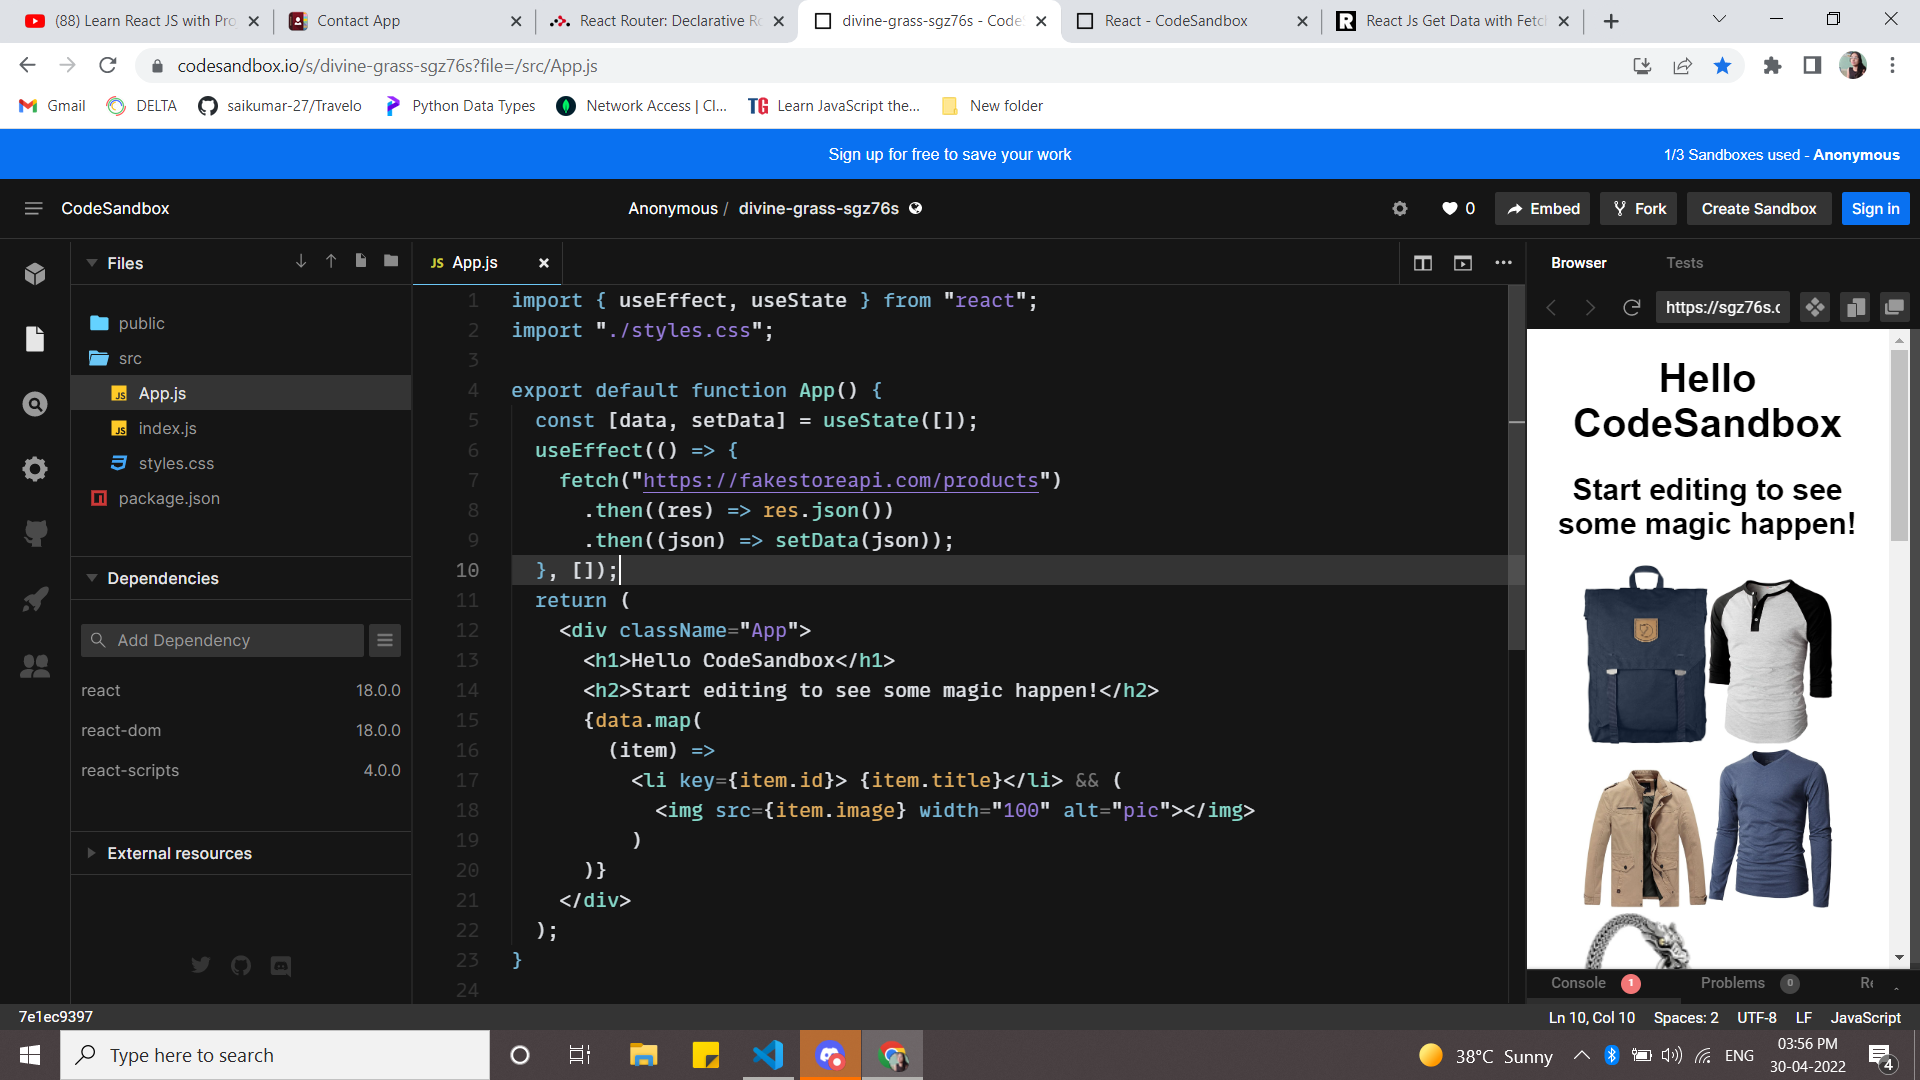 (88) Learn React JS with Pro
Contact App
React Router: Declarative Ro
divine-grass-sgz76s - CodeS
React - CodeSandbox
React Js Get Data with Fetch
codesandbox.io/s/divine-grass-sgz76s?file=/src/App.js
Gmail
DELTA
saikumar-27/Travelo
Python Data Types
Network Access | Cl...
TG Learn JavaScript the...
New folder
Sign up for free to save your work
1/3 Sandboxes used - Anonymous
CodeSandbox
Anonymous / divine-grass-sgz76s
0
Embed
Fork
Create Sandbox
Sign in
Files
public
src
JS App.js
JS index.js
styles.css
package.json
Dependencies
Add Dependency
react 18.0.0
react-dom 18.0.0
react-scripts 4.0.0
External resources
JS App.js
1 import { useEffect, useState } from "react";
2 import "./styles.css";
3
4 export default function App() {
5 const [data, setData] = useState([]);
6 useEffect(() => {
7 fetch("https://fakestoreapi.com/products")
8 .then((res) => res.json())
9 .then((json) => setData(json));
10 }, []);
11 return (
12 <div className="App">
13 <h1>Hello CodeSandbox</h1>
14 <h2>Start editing to see some magic happen!</h2>
15 {data.map(
16 (item) =>
17 <li key={item.id}> {item.title}</li> && (
18 <img src={item.image} width="100" alt="pic"></img>
19 )
20 )}
21 </div>
22 );
23 }
24
Browser
Tests
https://sgz76s.c
Hello
CodeSandbox
Start editing to see
some magic happen!
Console 1
Problems 0
Re
7e1ec9397
Ln 10, Col 10
Spaces: 2
UTF-8
LF
JavaScript
Type here to search
38°C Sunny
ENG
03:56 PM
30-04-2022
4